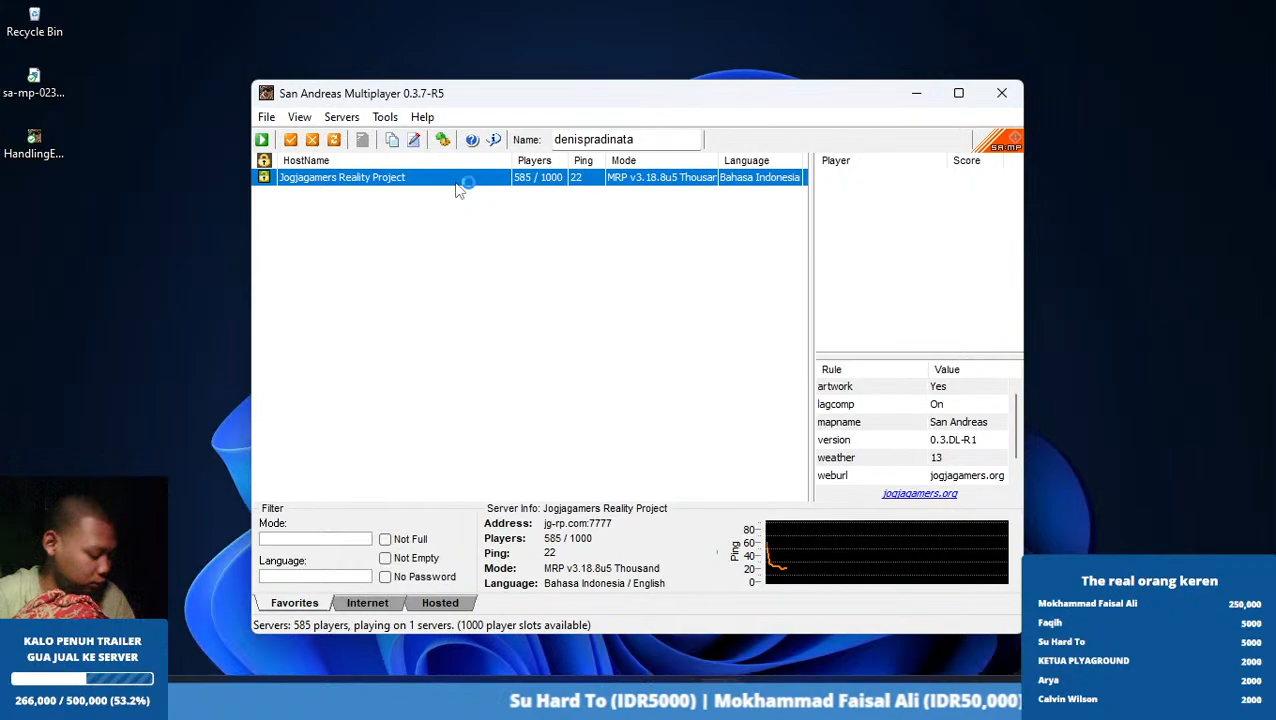 Recycle Bin
sa-mp-023...
HandlingE...
San Andreas Multiplayer 0.3.7-R5
File View Servers Tools Help
Name: denispradinata
SA:MP
HostName Players Ping Mode Language
Jogjagamers Reality Project 585 / 1000 22 MRP v3.18.8u5 Thousar Bahasa Indonesia
Player Score
Rule Value
artwork Yes
lagcomp On
mapname San Andreas
version 0.3.DL-R1
weather 13
weburl jogjagamers.org
jogjagamers.org
Filter
Mode:
Not Full
Not Empty
Language:
No Password
Server Info: Jogjagamers Reality Project
Address: jg-rp.com:7777
Players: 585 / 1000
Ping: 22
Mode: MRP v3.18.8u5 Thousand
Language: Bahasa Indonesia / English
Ping
80
60
40
20
0
Favorites Internet Hosted
Servers: 585 players, playing on 1 servers. (1000 player slots available)
KALO PENUH TRAILER
GUA JUAL KE SERVER
266,000 / 500,000 (53.2%)
The real orang keren
Mokhammad Faisal Ali 250,000
Faqih 5000
Su Hard To 5000
KETUA PLYAGROUND 2000
Arya 2000
Calvin Wilson 2000
Su Hard To (IDR5000) | Mokhammad Faisal Ali (IDR50,000)